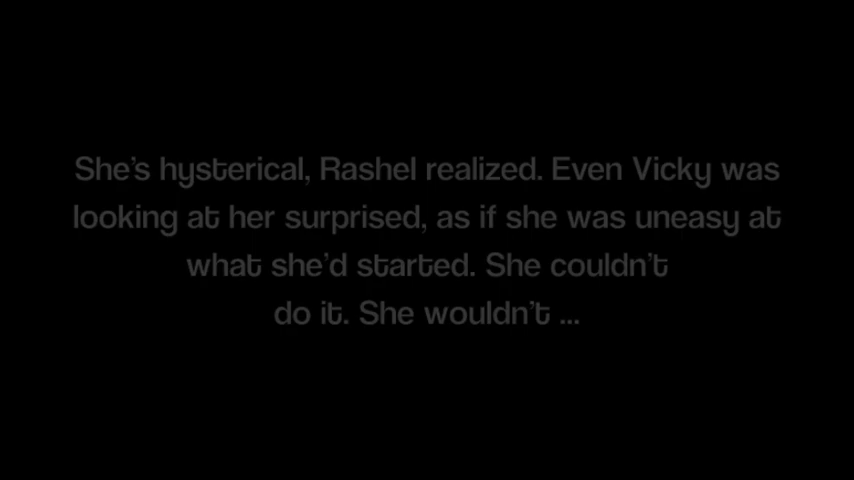 She's hysterical, Rashel realized. Even Vicky was
looking at her surprised, as if she was uneasy at
what she'd started. She couldn't
do it. She wouldn't ...